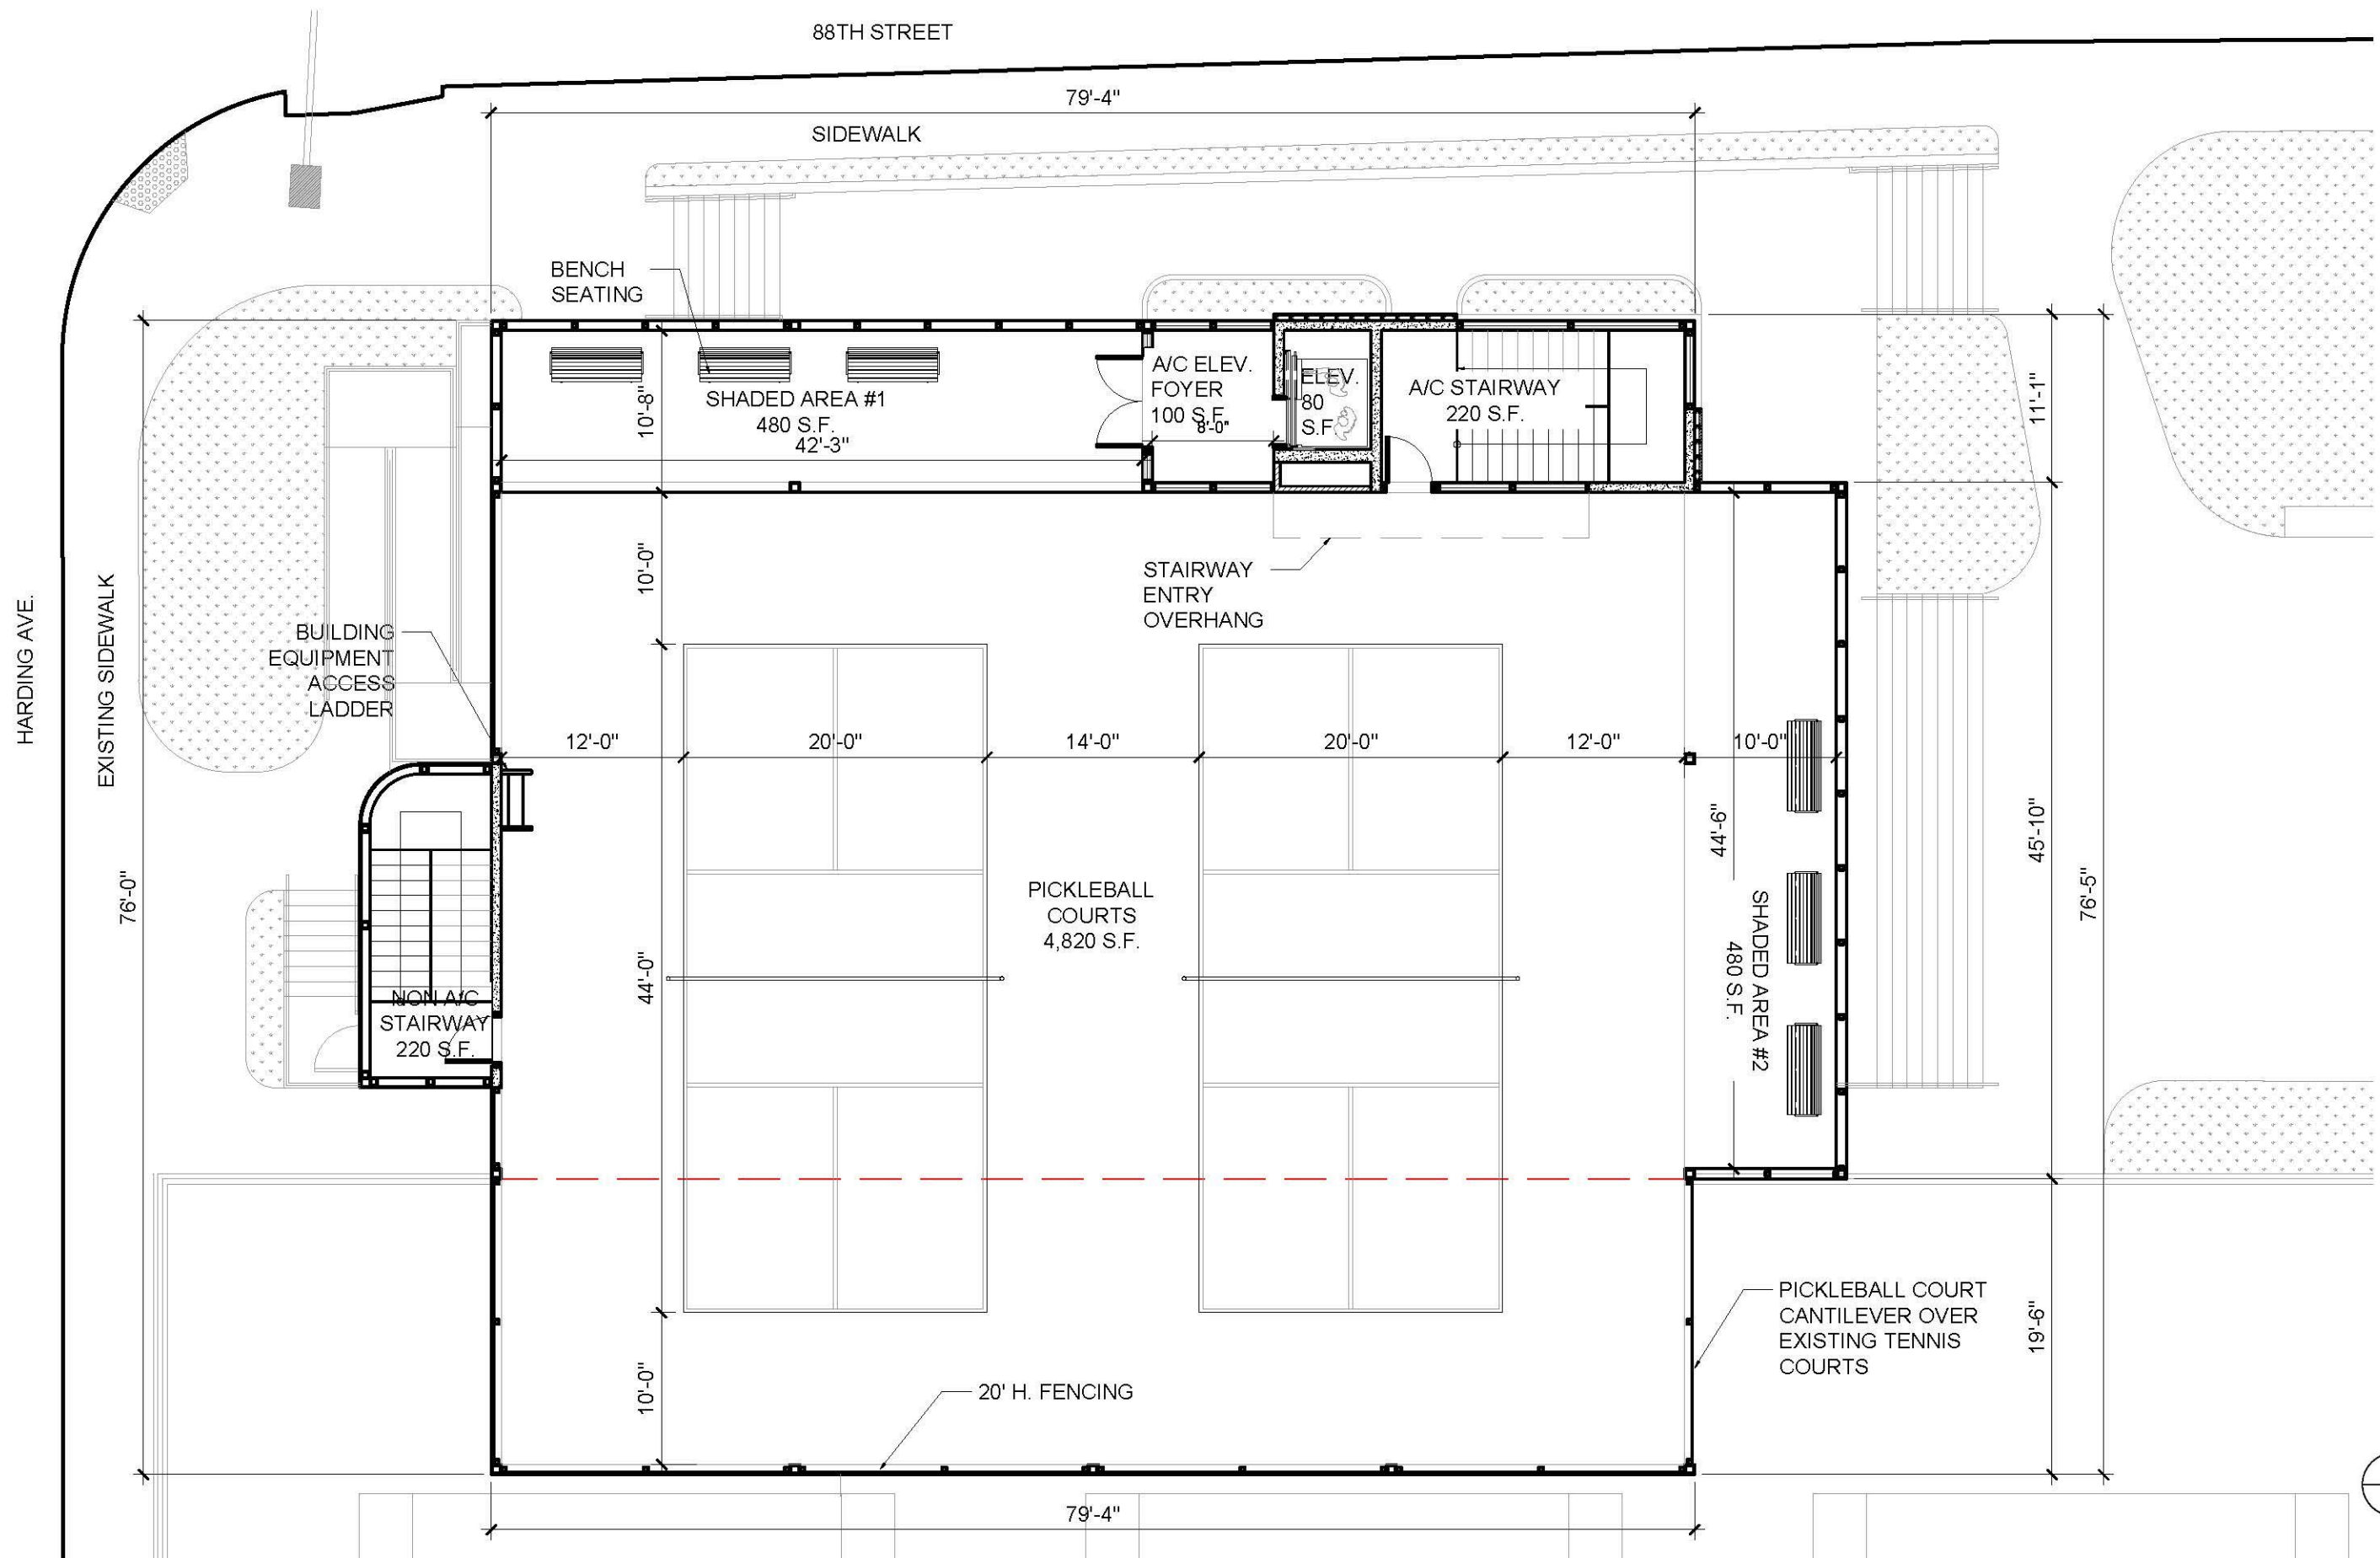 88TH STREET
79'-4"
SIDEWALK
BENCH
SEATING
A/C ELEV.
FOYER
100 S.F.
8'-0"
ELEV.
80
S.F.
A/C STAIRWAY
220 S.F.
SHADED AREA #1
480 S.F.
42'-3"
10'-8"
11'-1"
10'-0"
STAIRWAY
ENTRY
OVERHANG
HARDING AVE.
EXISTING SIDEWALK
BUILDING
EQUIPMENT
ACCESS
LADDER
12'-0"
20'-0"
14'-0"
20'-0"
12'-0"
10'-0"
44'-6"
45'-10"
76'-5"
76'-0"
PICKLEBALL
COURTS
4,820 S.F.
SHADED AREA #2
480 S.F.
44'-0"
NON A/C
STAIRWAY
220 S.F.
PICKLEBALL COURT
CANTILEVER OVER
EXISTING TENNIS
COURTS
19'-6"
10'-0"
20' H. FENCING
79'-4"